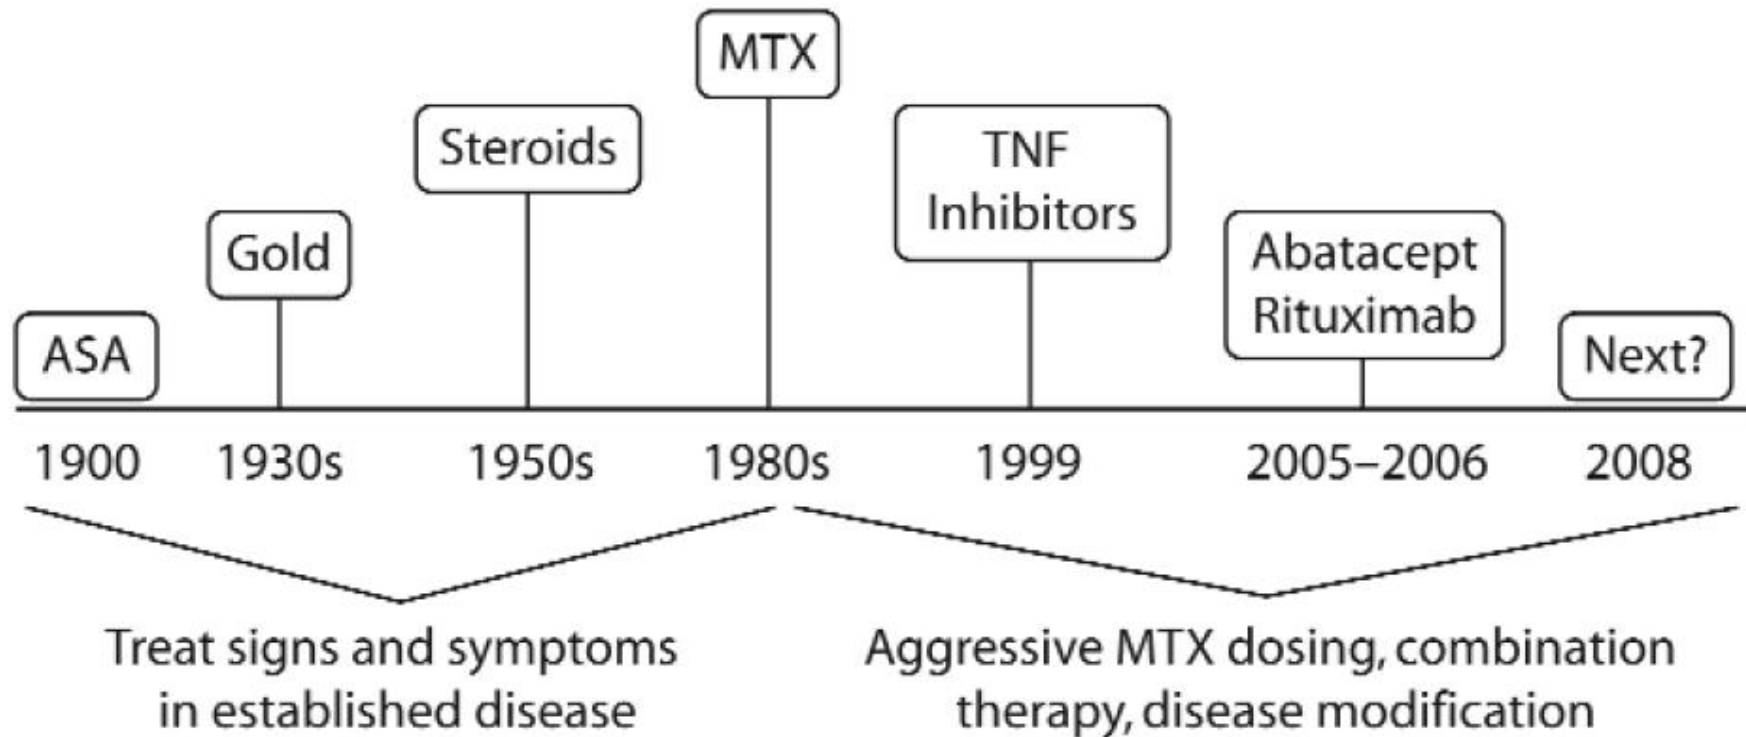 MTX
Steroids
TNF
Inhibitors
Gold
Abatacept
Rituximab
ASA
Next?
1900 1930s 1950s 1980s 1999 2005–2006 2008
Treat signs and symptoms
in established disease
Aggressive MTX dosing, combination
therapy, disease modification